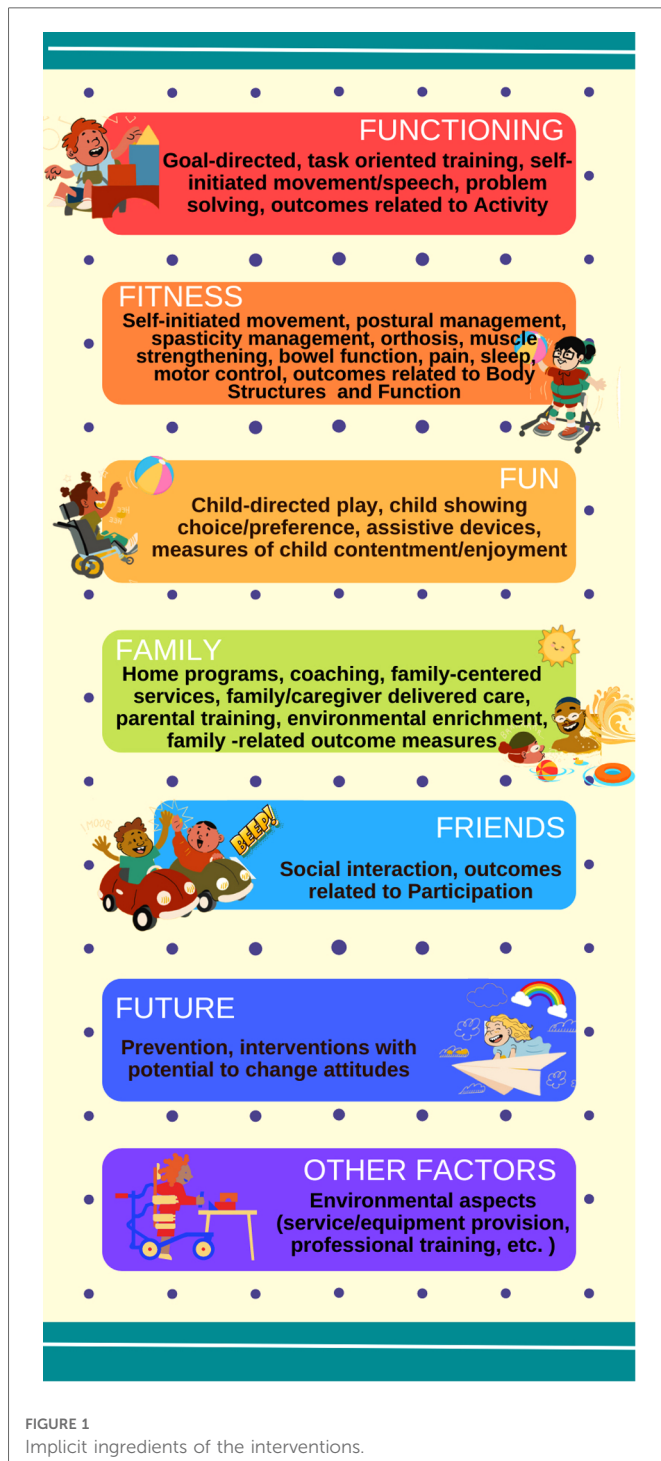 FUNCTIONING
Goal-directed, task oriented training, self-
initiated movement/speech, problem
solving, outcomes related to Activity
FITNESS
Self-initiated movement, postural management,
spasticity management, orthosis, muscle
strengthening, bowel function, pain, sleep,
motor control, outcomes related to Body
Structures and Function
FUN
Child-directed play, child showing
choice/preference, assistive devices,
measures of child contentment/enjoyment
FAMILY
Home programs, coaching, family-centered
services, family/caregiver delivered care,
parental training, environmental enrichment,
family -related outcome measures
BEEP!
FRIENDS
Social interaction, outcomes
related to Participation
FUTURE
Prevention, interventions with
potential to change attitudes
OTHER FACTORS
Environmental aspects
(service/equipment provision,
professional training, etc. )
FIGURE 1
Implicit ingredients of the interventions.